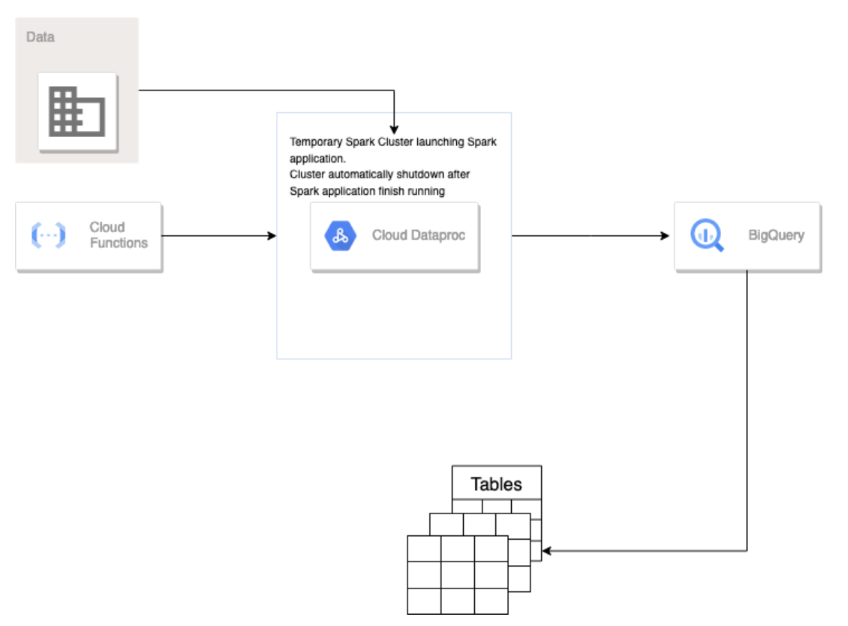 Data
Temporary Spark Cluster launching Spark
application.
Cluster automatically shutdown after
Spark application finish running
Cloud
Functions
Cloud Dataproc
BigQuery
Tables